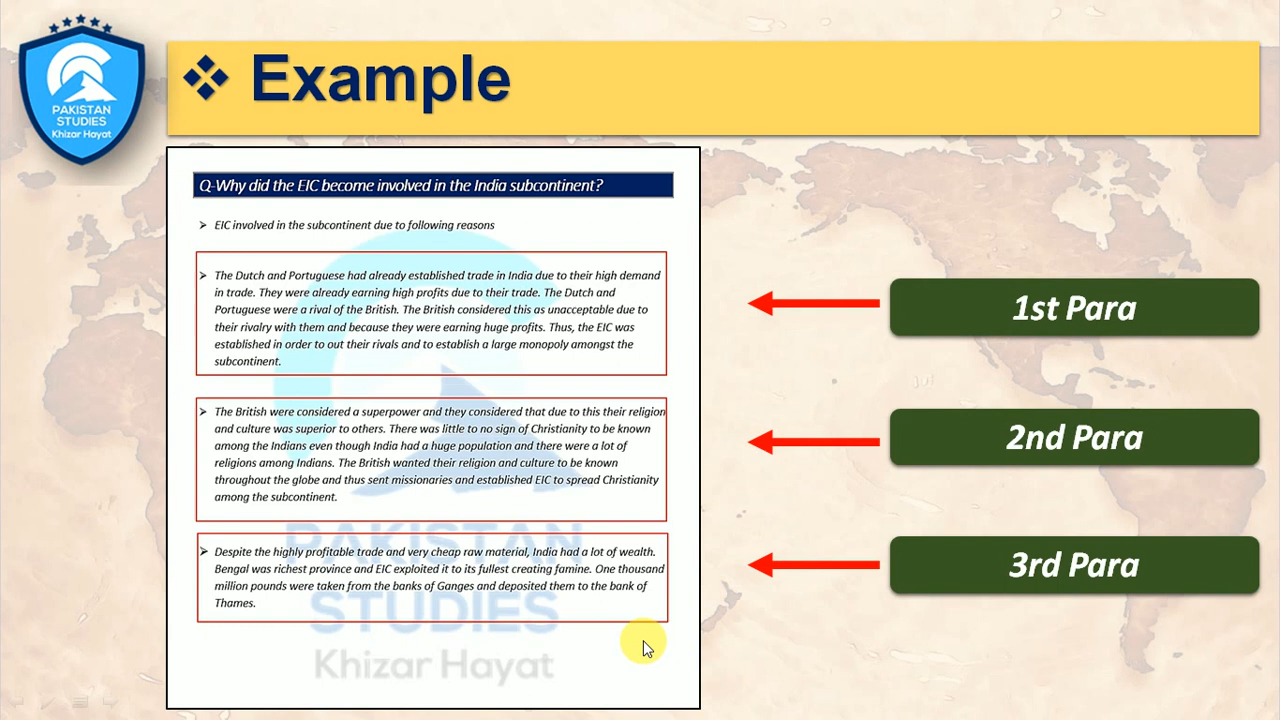 PAKISTAN
STUDIES
Khizar Hayat
❖ Example
Q-Why did the EIC become involved in the India subcontinent?
➢ EIC involved in the subcontinent due to following reasons
➢ The Dutch and Portuguese had already established trade in India due to their high demand
in trade. They were already earning high profits due to their trade. The Dutch and
Portuguese were a rival of the British. The British considered this as unacceptable due to
their rivalry with them and because they were earning huge profits. Thus, the EIC was
established in order to out their rivals and to establish a large monopoly amongst the
subcontinent.
1st Para
➢ The British were considered a superpower and they considered that due to this their religion
and culture was superior to others. There was little to no sign of Christianity to be known
among the Indians even though India had a huge population and there were a lot of
religions among Indians. The British wanted their religion and culture to be known
throughout the globe and thus sent missionaries and established EIC to spread Christianity
among the subcontinent.
2nd Para
➢ Despite the highly profitable trade and very cheap raw material, India had a lot of wealth.
Bengal was richest province and EIC exploited it to its fullest creating famine. One thousand
million pounds were taken from the banks of Ganges and deposited them to the bank of
Thames.
3rd Para
PAKISTAN
STUDIES
Khizar Hayat